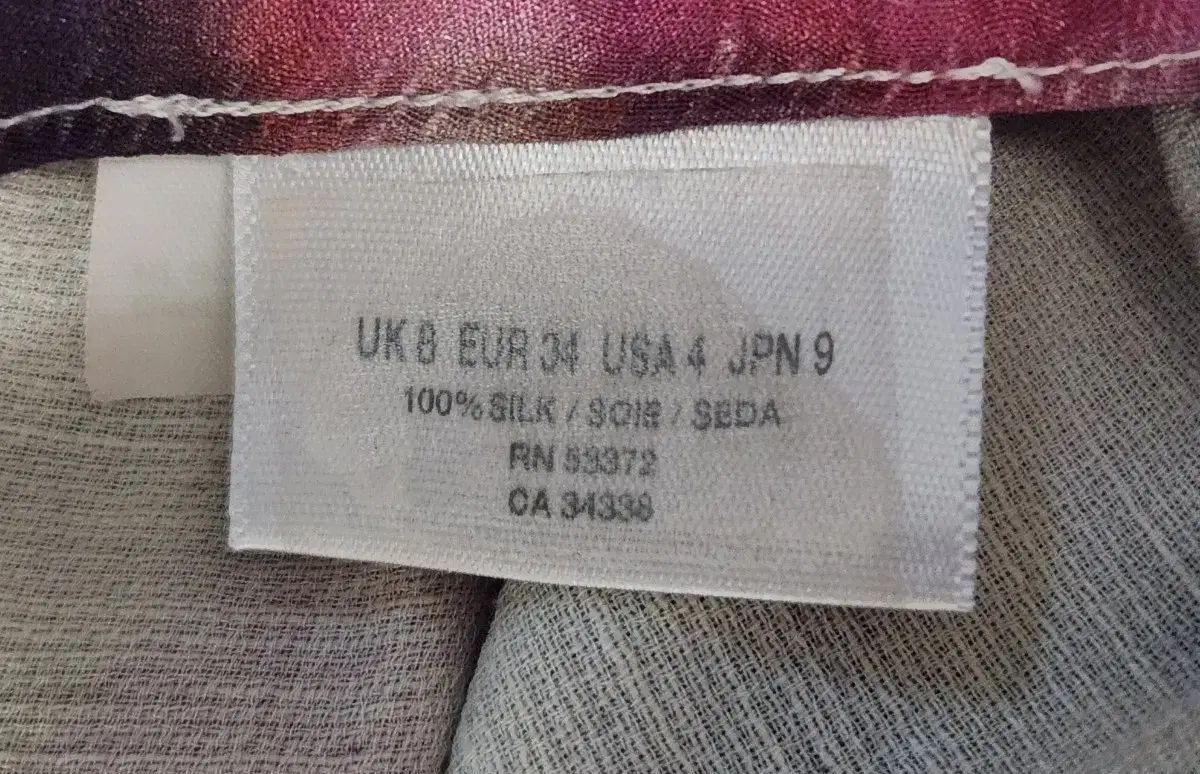 UK 8 EUR 34 USA 4 JPN 9
100% SILK / SOIE / SEDA
RN 53372
CA 34338